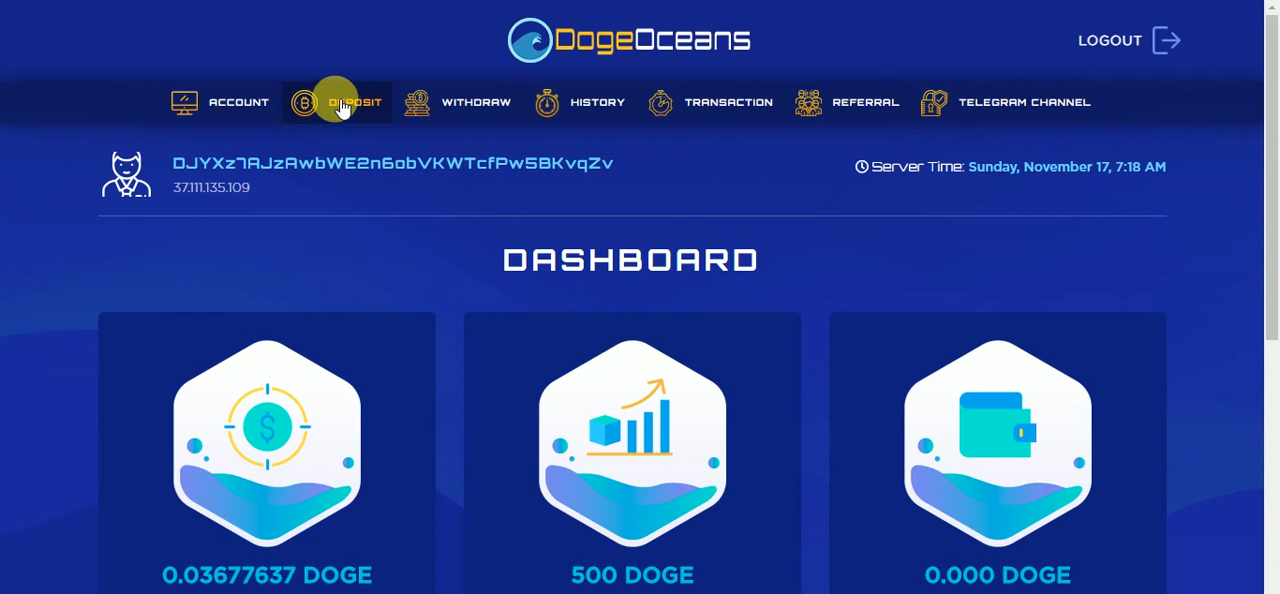 DogeOceans
LOGOUT
ACCOUNT
DEPOSIT
WITHDRAW
HISTORY
TRANSACTION
REFERRAL
TELEGRAM CHANNEL
DJYXz7AJzAwbWE2n6obVKWTcfPw5BKvqZv
Server Time: Sunday, November 17, 7:18 AM
37.111.135.109
DASHBOARD
0.03677637 DOGE
500 DOGE
0.000 DOGE